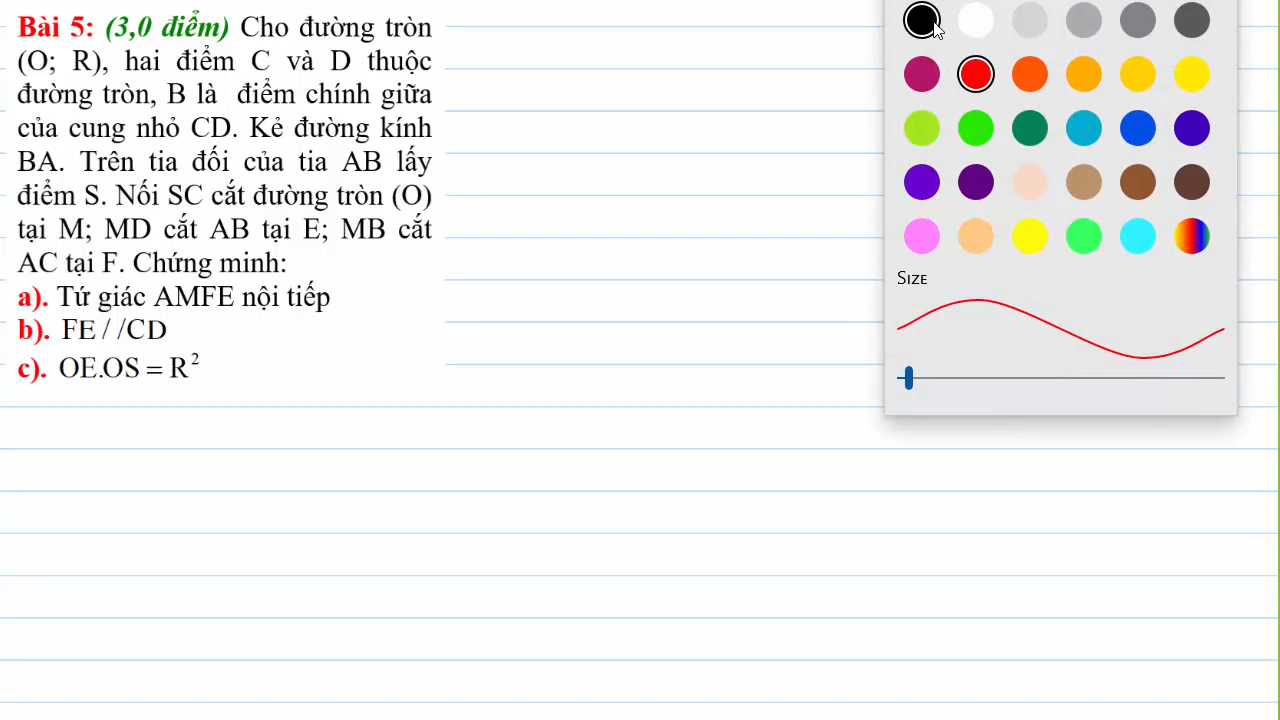 Bài 5: (3,0 điểm) Cho đường tròn
(O; R), hai điểm C và D thuộc
đường tròn, B là điểm chính giữa
của cung nhỏ CD. Kẻ đường kính
BA. Trên tia đối của tia AB lấy
điểm S. Nối SC cắt đường tròn (O)
tại M; MD cắt AB tại E; MB cắt
AC tại F. Chứng minh:
a). Tứ giác AMFE nội tiếp
b). FE / /CD
c). OE.OS = R²
SIZE